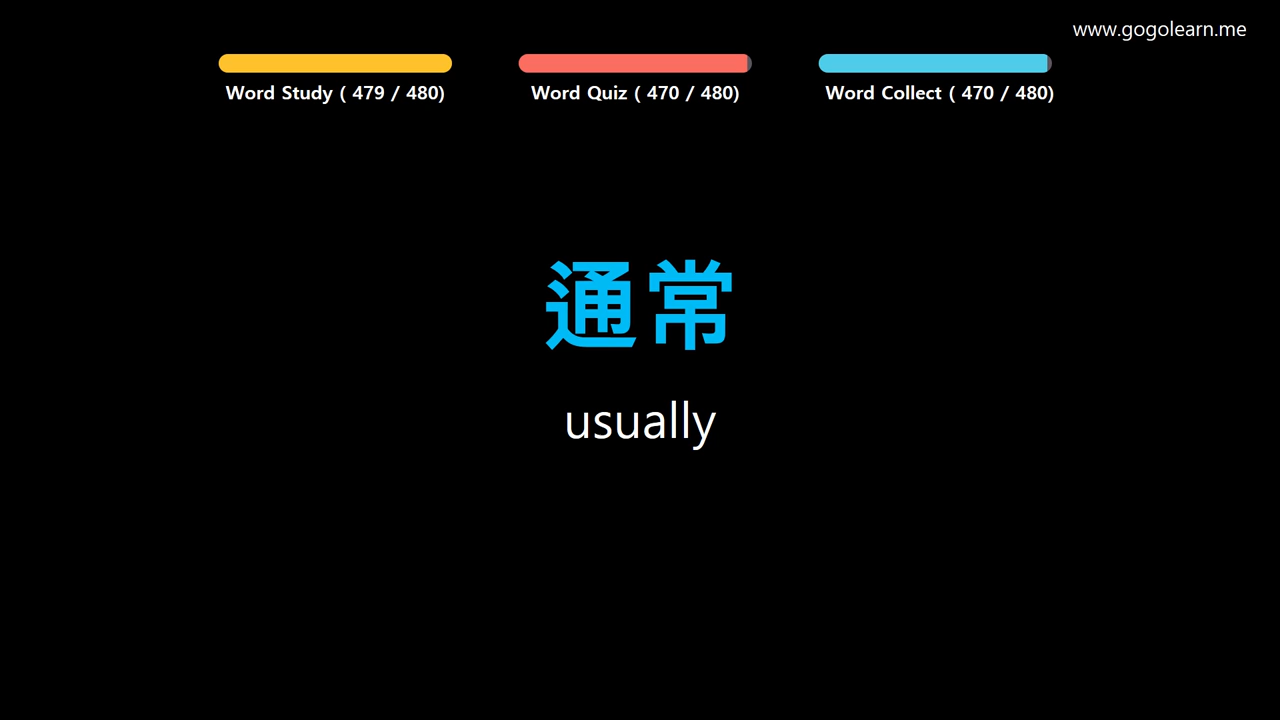 www.gogolearn.me
Word Study ( 479 / 480)
Word Quiz ( 470 / 480)
Word Collect ( 470 / 480)
通常
usually